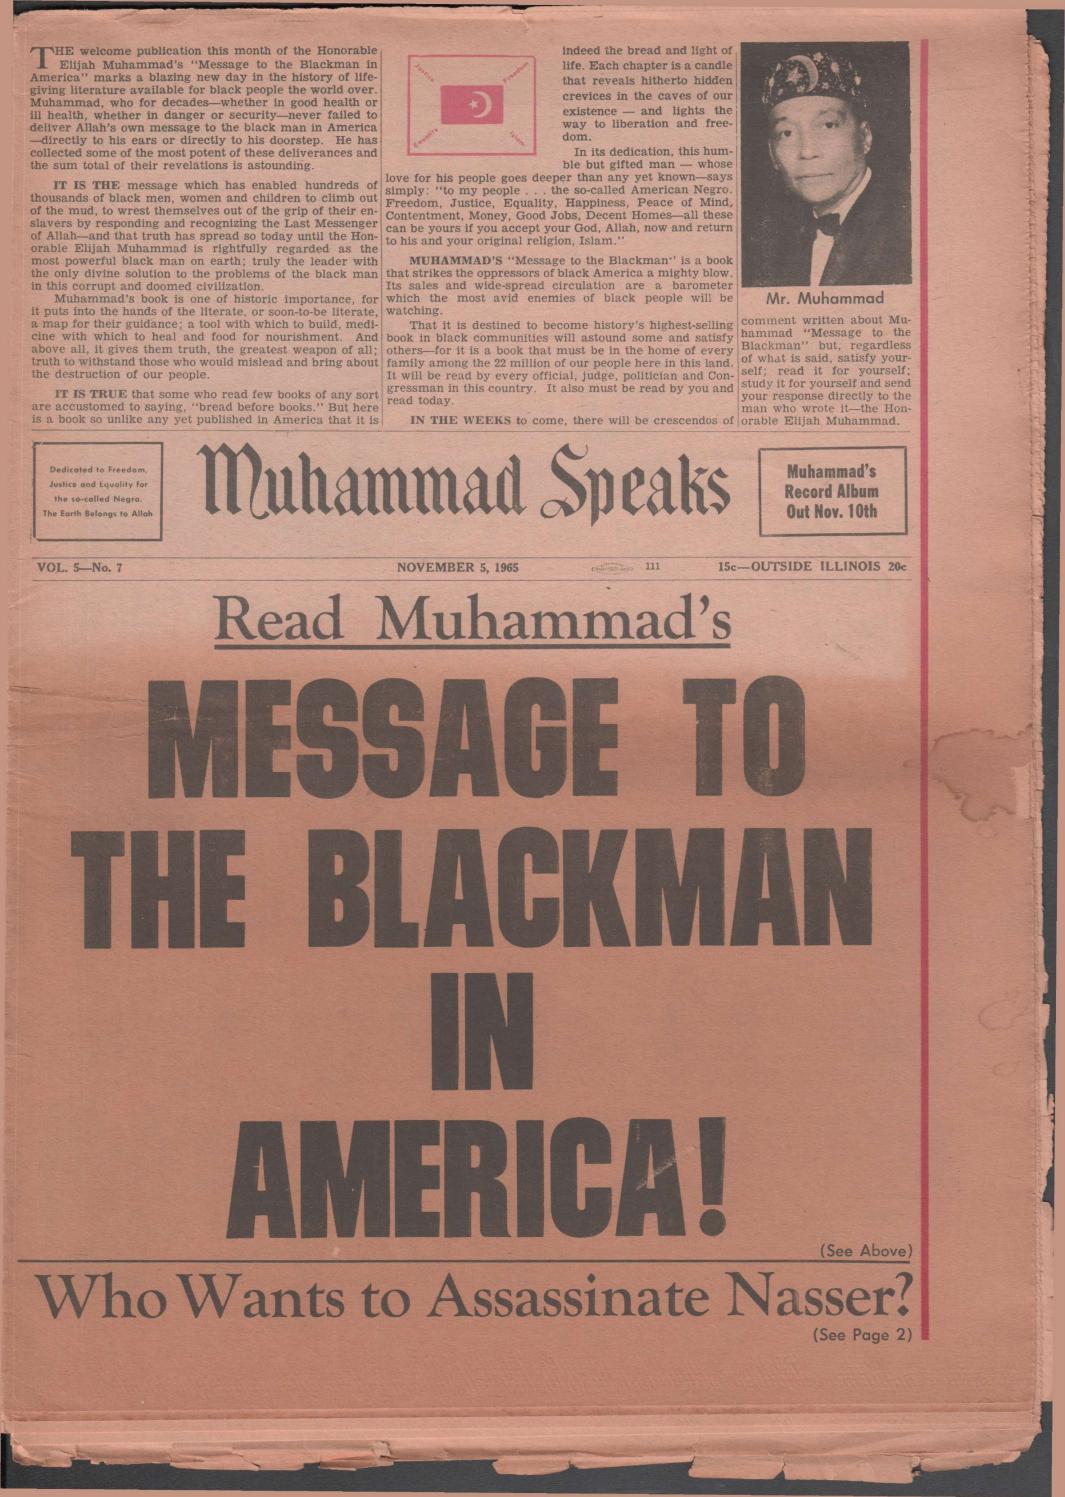 THE welcome publication this month of the Honorable
Elijah Muhammad's "Message to the Blackman in
America" marks a blazing new day in the history of life-
giving literature available for black people the world over.
Muhammad, who for decades—whether in good health or
ill health, whether in danger or security—never failed to
deliver Allah's own message to the black man in America
—directly to his ears or directly to his doorstep. He has
collected some of the most potent of these deliverances and
the sum total of their revelations is astounding.
IT IS THE message which has enabled hundreds of
thousands of black men, women and children to climb out
of the mud, to wrest themselves out of the grip of their en-
slavers by responding and recognizing the Last Messenger
of Allah—and that truth has spread so today until the Hon-
orable Elijah Muhammad is rightfully regarded as the
most powerful black man on earth; truly the leader with
the only divine solution to the problems of the black man
in this corrupt and doomed civilization.
Muhammad's book is one of historic importance, for
it puts into the hands of the literate, or soon-to-be literate,
a map for their guidance; a tool with which to build, medi-
cine with which to heal and food for nourishment. And
above all, it gives them truth, the greatest weapon of all;
truth to withstand those who would mislead and bring about
the destruction of our people.
IT IS TRUE that some who read few books of any sort
are accustomed to saying, "bread before books." But here
is a book so unlike any yet published in America that it is
Justice
Freedom
Equality
Islam
indeed the bread and light of
life. Each chapter is a candle
that reveals hitherto hidden
crevices in the caves of our
existence — and lights the
way to liberation and free-
dom.
In its dedication, this hum-
ble but gifted man — whose
love for his people goes deeper than any yet known—says
simply: "to my people . . . the so-called American Negro.
Freedom, Justice, Equality, Happiness, Peace of Mind,
Contentment, Money, Good Jobs, Decent Homes—all these
can be yours if you accept your God, Allah, now and return
to his and your original religion, Islam."
MUHAMMAD'S "Message to the Blackman" is a book
that strikes the oppressors of black America a mighty blow.
Its sales and wide-spread circulation are a barometer
which the most avid enemies of black people will be
watching.
That it is destined to become history's highest-selling
book in black communities will astound some and satisfy
others—for it is a book that must be in the home of every
family among the 22 million of our people here in this land.
It will be read by every official, judge, politician and Con-
gressman in this country. It also must be read by you and
read today.
IN THE WEEKS to come, there will be crescendos of
Mr. Muhammad
comment written about Mu-
hammad "Message to the
Blackman" but, regardless
of what is said, satisfy your-
self; read it for yourself;
study it for yourself and send
your response directly to the
man who wrote it—the Hon-
orable Elijah Muhammad.
Dedicated to Freedom,
Justice and Equality for
the so-called Negro.
The Earth Belongs to Allah
Muhammad Speaks
Muhammad's
Record Album
Out Nov. 10th
VOL. 5—No. 7
NOVEMBER 5, 1965
111
15c—OUTSIDE ILLINOIS 20c
Read Muhammad's
MESSAGE TO
THE BLACKMAN
IN
AMERICA!
(See Above)
Who Wants to Assassinate Nasser?
(See Page 2)